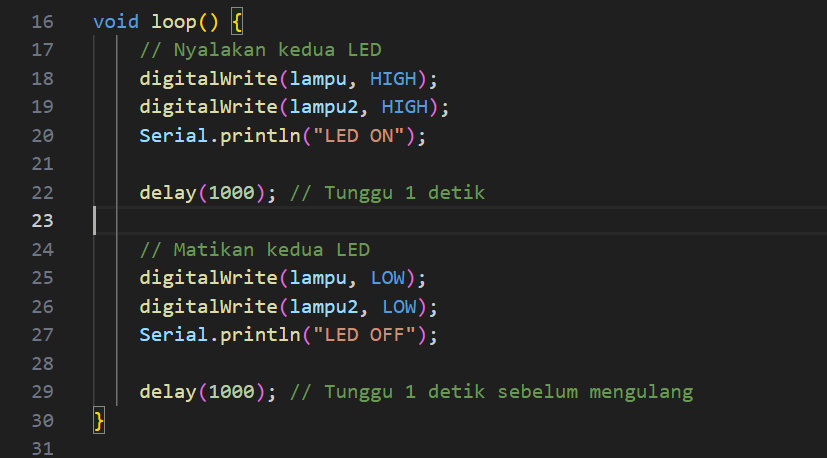 16 void loop() {
17 // Nyalakan kedua LED
18 digitalWrite(lampu, HIGH);
19 digitalWrite(lampu2, HIGH);
20 Serial.println("LED ON");
21
22 delay(1000); // Tunggu 1 detik
23
24 // Matikan kedua LED
25 digitalWrite(lampu, LOW);
26 digitalWrite(lampu2, LOW);
27 Serial.println("LED OFF");
28
29 delay(1000); // Tunggu 1 detik sebelum mengulang
30 }
31